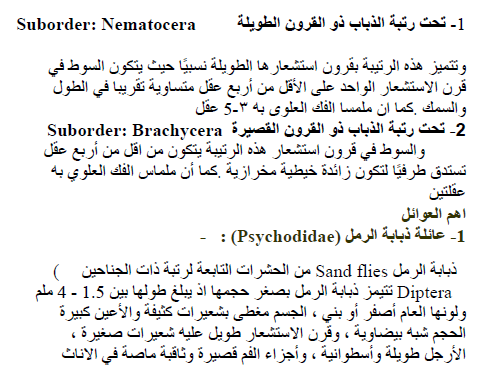 1- تحت رتبة الذباب ذو القرون الطويلة Suborder: Nematocera
وتتميز هذه الرتيبة بقرون استشعارها الطويلة نسبيًا حيث يتكون السوط في
قرن الاستشعار الواحد على الأقل من أربع عقل متساوية تقريبا في الطول
والسمك .كما ان ملمسا الفك العلوى به ٣-5 عقل
2- تحت رتبة الذباب ذو القرون القصيرة Suborder: Brachycera
والسوط في قرون استشعار هذه الرتيبة يتكون من اقل من أربع عقل
تستدق طرفيًا لتكون زائدة خيطية مخرازية .كما أن ملماس الفك العلوي به
عقلتين
اهم العوائل
1- عائلة ذبابة الرمل (Psychodidae) : -
ذبابة الرمل Sand flies من الحشرات التابعة لرتبة ذات الجناحين (
Diptera تتيمز ذبابة الرمل بصغر حجمها اذ يبلغ طولها بين 1.5 - 4 ملم
ولونها العام أصفر أو بني ، الجسم مغطى بشعيرات كثيفة والأعين كبيرة
الحجم شبه بيضاوية ، وقرن الاستشعار طويل عليه شعيرات صغيرة ،
الأرجل طويلة وأسطوانية ، وأجزاء الفم قصيرة وثاقبة ماصة في الاناث